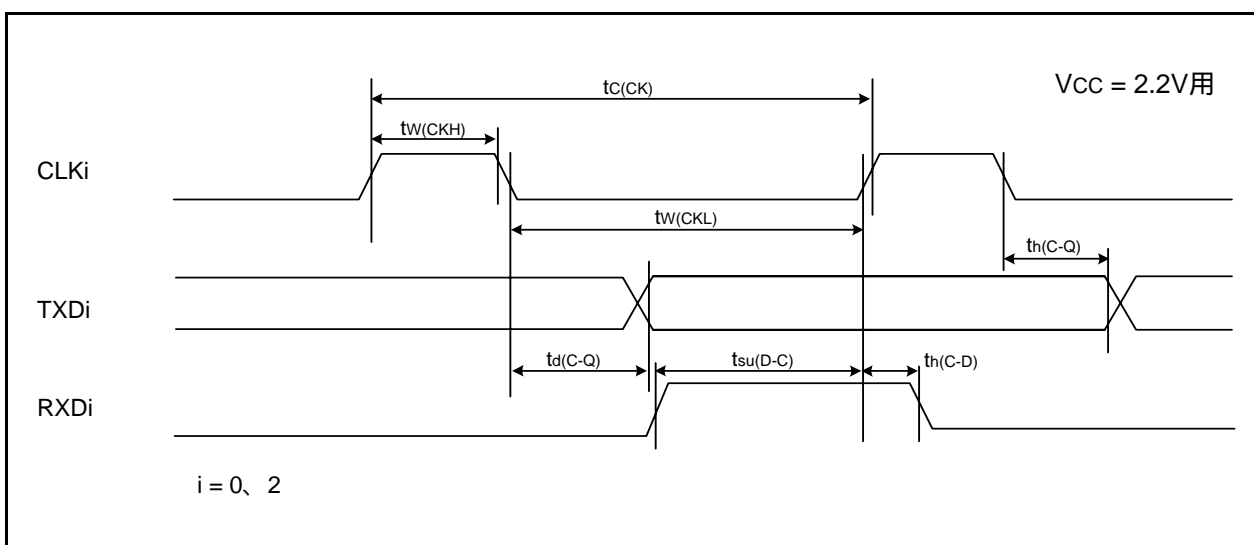 tC(CK)
VCC = 2.2V用
tW(CKH)
CLKi
tW(CKL)
th(C-Q)
TXDi
td(C-Q)
tsu(D-C)
th(C-D)
RXDi
i = 0、2